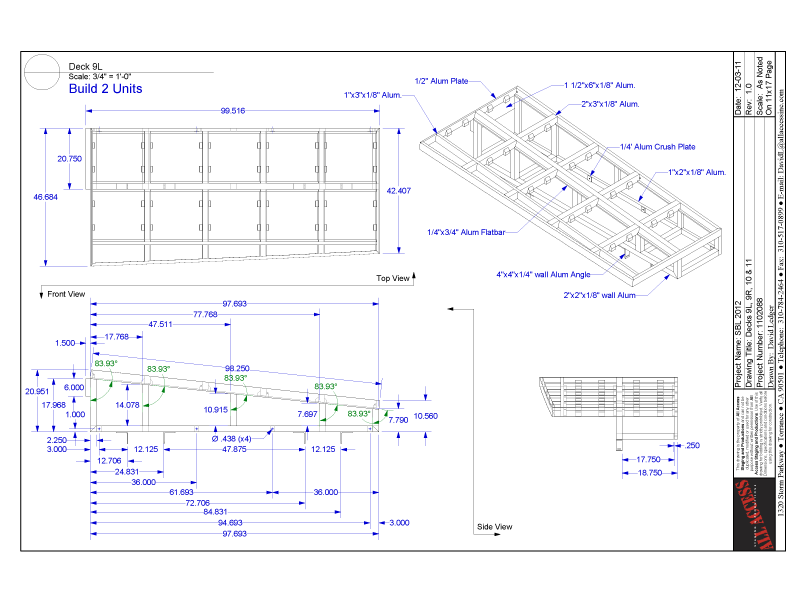 Deck 9L
Scale: 3/4" = 1'-0"
Build 2 Units
99.516
20.750
46.684
42.407
Top View
1/2" Alum Plate
1"x3"x1/8" Alum.
1 1/2"x6"x1/8" Alum.
2"x3"x1/8" Alum.
1/4' Alum Crush Plate
1"x2"x1/8" Alum.
1/4"x3/4" Alum Flatbar
4"x4"x1/4" wall Alum Angle
2"x2"x1/8" wall Alum
Front View
97.693
77.768
47.511
17.768
1.500
98.250
83.93°
83.93°
83.93°
83.93°
83.93°
20.951
17.968
6.000
1.000
14.078
10.915
7.697
7.790
10.560
2.250
3.000
Ø .438 (x4)
12.125
47.875
12.125
12.706
24.831
36.000
61.693
36.000
72.706
84.831
94.693
3.000
97.693
Side View
.250
17.750
18.750
Date: 12-03-11
Rev: 1.0
Scale: As Noted
On 11x17 Page
Project Name: SBL 2012
Drawing Title: Decks 9L, 9R, 10 & 11
Project Number: 1102088
Drawn By: David Ledger
ALL ACCESS
1320 Storm Parkway ● Torrance ● CA 90501 ● Telephone: 310-784-2464 ● Fax: 310-517-0899 ● E-mail: DavidL@allaccessinc.com